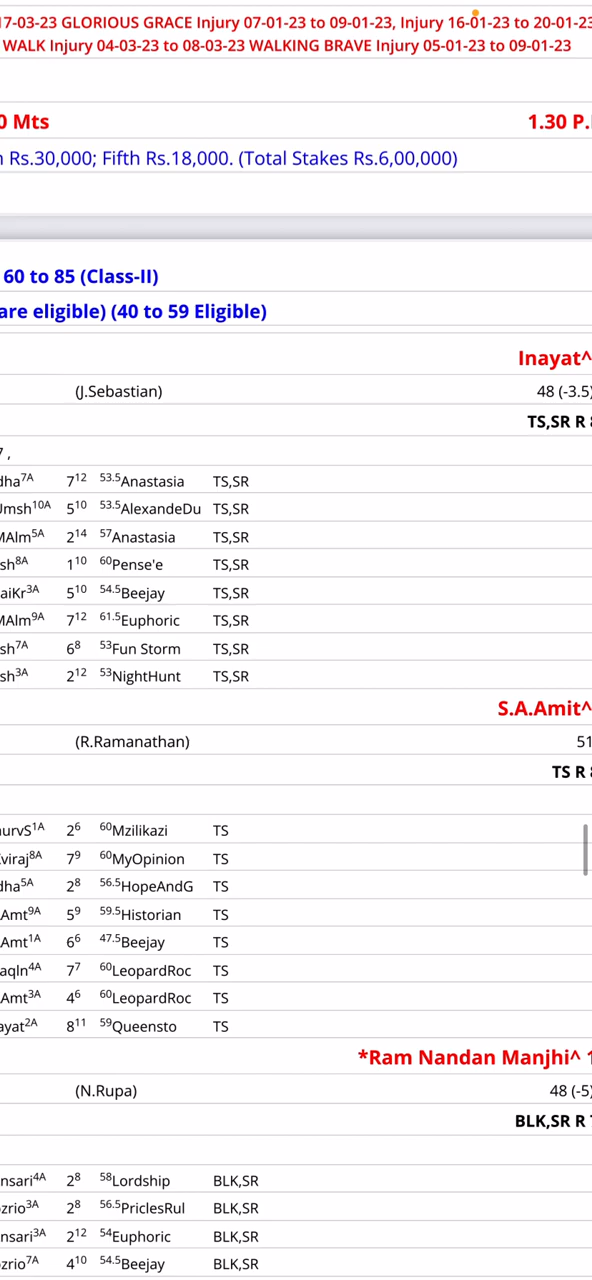 17-03-23 GLORIOUS GRACE Injury 07-01-23 to 09-01-23, Injury 16-01-23 to 20-01-23
WALK Injury 04-03-23 to 08-03-23 WALKING BRAVE Injury 05-01-23 to 09-01-23
0 Mts 1.30 P.
Rs.30,000; Fifth Rs.18,000. (Total Stakes Rs.6,00,000)
60 to 85 (Class-II)
are eligible) (40 to 59 Eligible)
Inayat^
(J.Sebastian) 48 (-3.5)
TS,SR R
7 ,
dha7A 712 53.5Anastasia TS,SR
Umsh10A 510 53.5AlexandeDu TS,SR
MAlm5A 214 57Anastasia TS,SR
sh8A 110 60Pense'e TS,SR
aiKr3A 510 54.5Beejay TS,SR
MAlm9A 712 61.5Euphoric TS,SR
sh7A 68 53Fun Storm TS,SR
sh3A 212 53NightHunt TS,SR
S.A.Amit^
(R.Ramanathan) 51
TS R
urvS1A 26 60Mzilikazi TS
viraj8A 79 60MyOpinion TS
dha5A 28 56.5HopeAndG TS
Amt9A 59 59.5Historian TS
Amt1A 66 47.5Beejay TS
aqln4A 77 60LeopardRoc TS
Amt3A 46 60LeopardRoc TS
ayat2A 811 59Queensto TS
*Ram Nandan Manjhi^ 1
(N.Rupa) 48 (-5)
BLK,SR R
nsari4A 28 58Lordship BLK,SR
ozrio3A 28 56.5PriclesRul BLK,SR
nsari3A 212 54Euphoric BLK,SR
ozrio7A 410 54.5Beejay BLK,SR